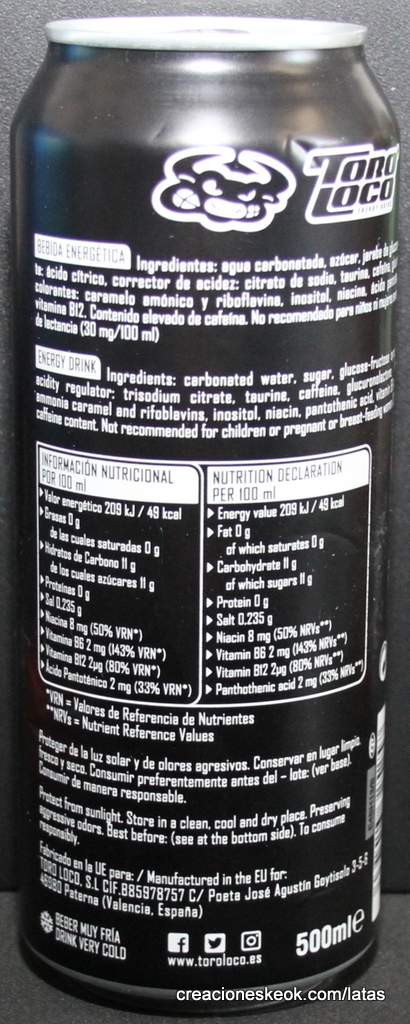 TORO
LOCO
ENERGY DRINK
BEBIDA ENERGÉTICA Ingredientes: agua carbonatada, azúcar, jarabe de
te: ácido cítrico, corrector de acidez: citrato de sodio, taurina, cafeína,
colorantes: caramelo amónico y riboflavina, inositol, niacina, ácido
vitamina B12. Contenido elevado de cafeína. No recomendado para niños ni mujeres
de lactancia (30 mg/100 ml)
ENERGY DRINK Ingredients: carbonated water, sugar, glucose-fructose
acidity regulator: trisodium citrate, taurine, caffeine,
ammonia caramel and rifoblavins, inositol, niacin, pantothenic acid, vitamin
caffeine content. Not recommended for children or pregnant or breast-feeding
INFORMACIÓN NUTRICIONAL
POR 100 ml
Valor energético 209 kJ / 49 kcal
Grasas 0 g
de las cuales saturadas 0 g
Hidratos de Carbono 11 g
de los cuales azúcares 11 g
Proteínas 0 g
Sal 0,235 g
Niacina 8 mg (50% VRN*)
Vitamina B6 2 mg (143% VRN*)
Vitamina B12 2µg (80% VRN*)
Ácido Pantoténico 2 mg (33% VRN*)
NUTRITION DECLARATION
PER 100 ml
Energy value 209 kJ / 49 kcal
Fat 0 g
of which saturates 0 g
Carbohydrate 11 g
of which sugars 11 g
Protein 0 g
Salt 0,235 g
Niacin 8 mg (50% NRVs**)
Vitamin B6 2 mg (143% NRVs**)
Vitamin B12 2µg (80% NRVs**)
Panthothenic acid 2 mg (33% NRVs**)
*VRN = Valores de Referencia de Nutrientes
**NRVs = Nutrient Reference Values
Proteger de la luz solar y de olores agresivos. Conservar en lugar limpio,
fresco y seco. Consumir preferentemente antes del – lote: (ver base).
Consumir de manera responsable.
Protect from sunlight. Store in a clean, cool and dry place. Preserving
aggressive odors. Best before: (see at the bottom side). To consume
responsibly.
Fabricado en la UE para: / Manufactured in the EU for:
TORO LOCO, S.L CIF.B85978757 C/ Poeta José Agustín Goytisolo 3-5-6
46980 Paterna (Valencia, España)
BEBER MUY FRÍA
DRINK VERY COLD
www.toroloco.es
500ml e
creacioneskeok.com/latas